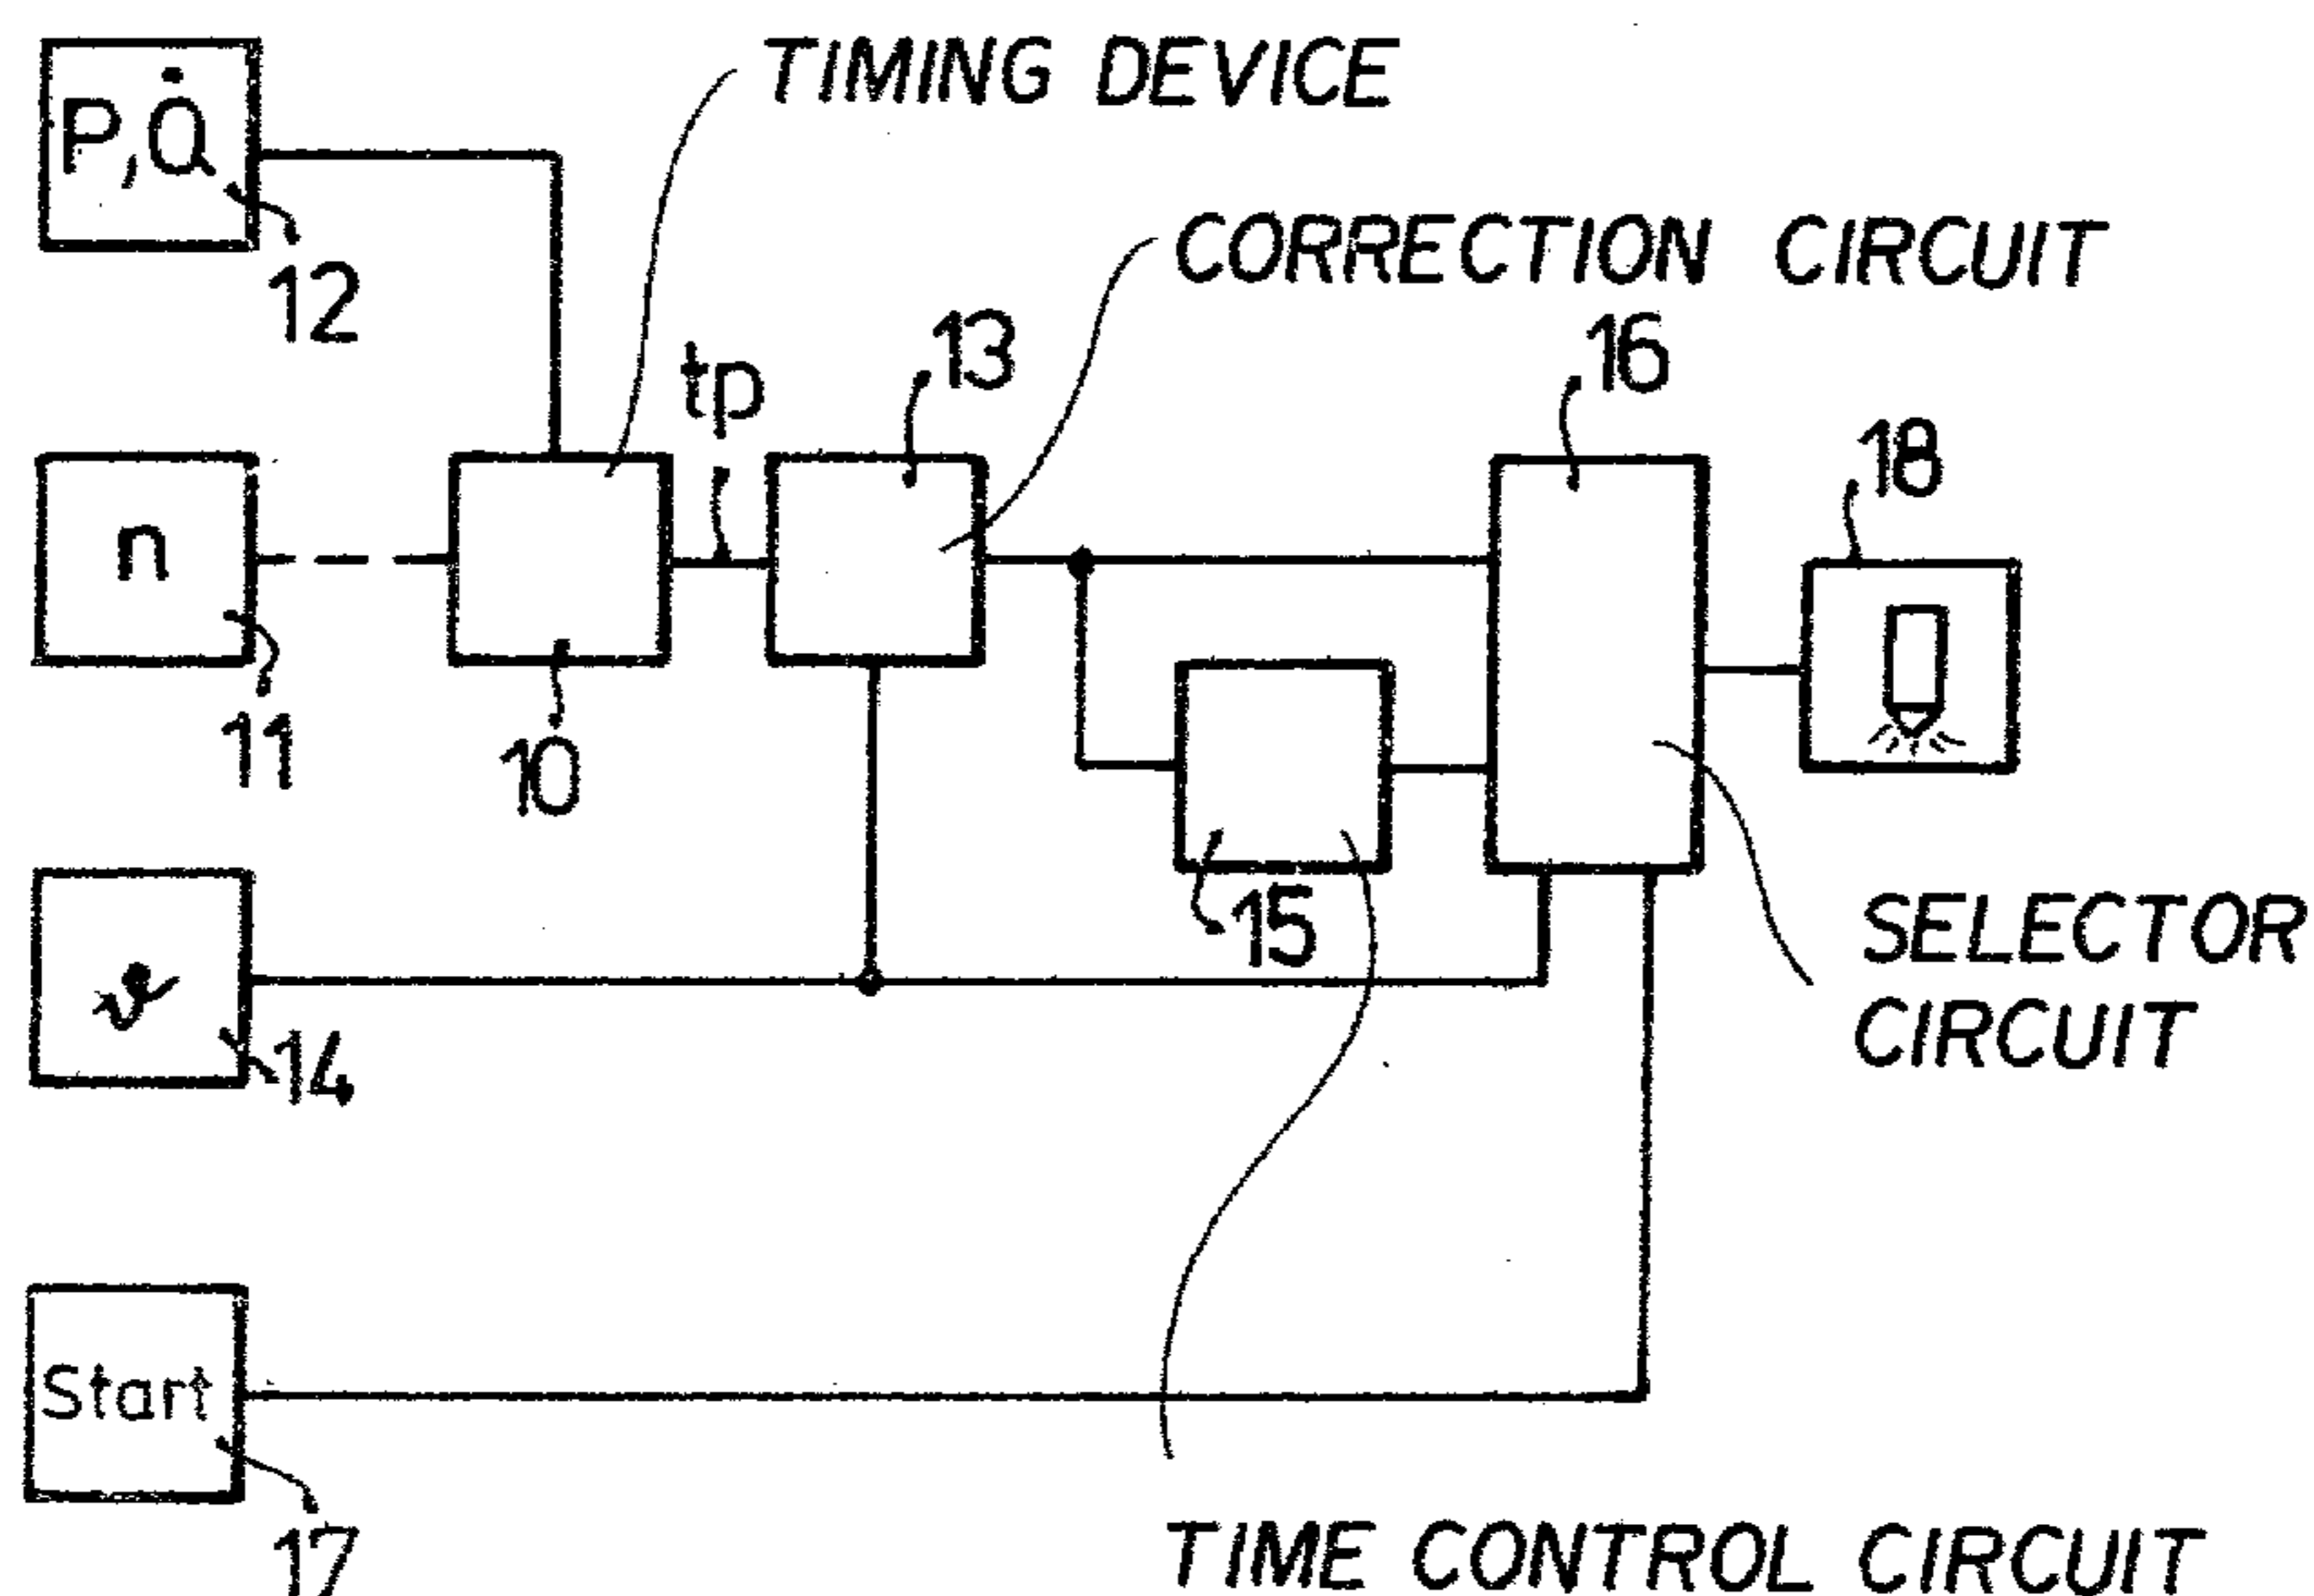 TIMING DEVICE
P, Q̇
12
CORRECTION CIRCUIT
13
16
tp
18
n
11
10
15
SELECTOR
CIRCUIT
ϑ
14
Start
17
TIME CONTROL CIRCUIT